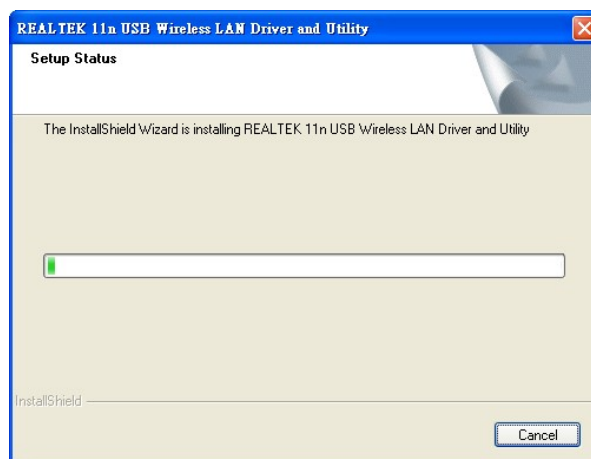 REALTEK 11n USB Wireless LAN Driver and Utility
Setup Status
The InstallShield Wizard is installing REALTEK 11n USB Wireless LAN Driver and Utility
InstallShield
Cancel